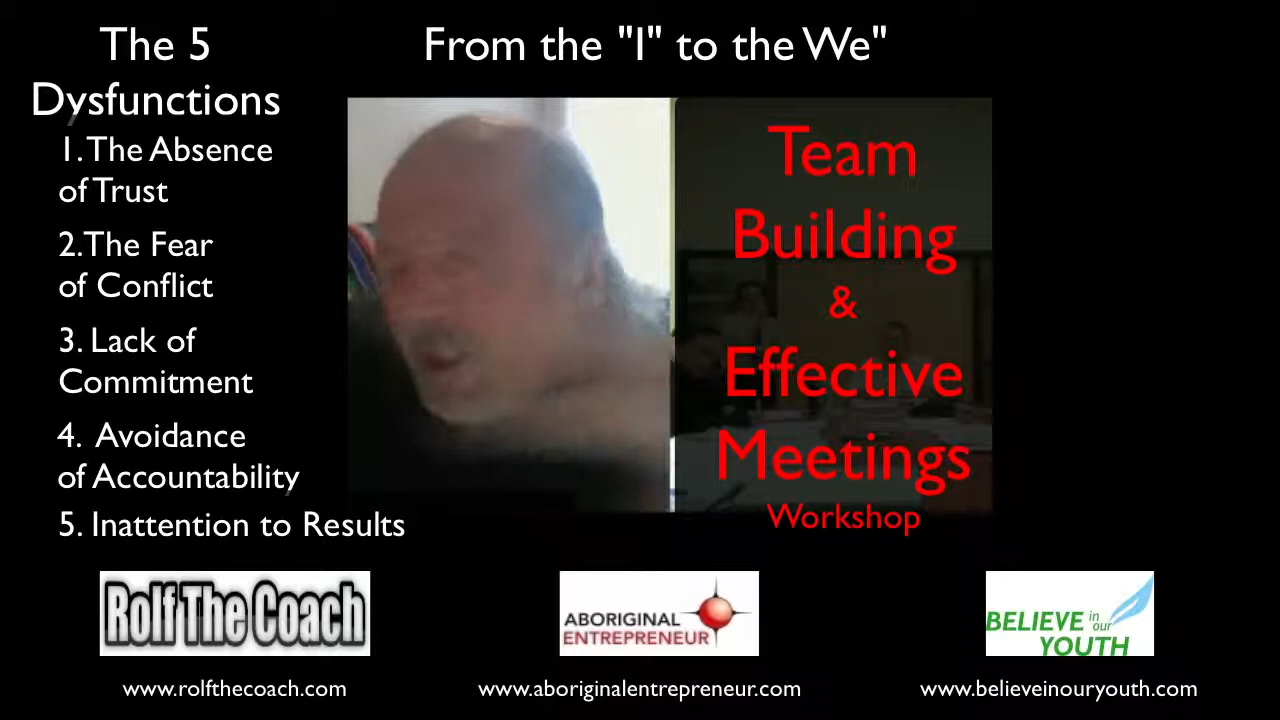 The 5
Dysfunctions
1. The Absence
of Trust
2.The Fear
of Conflict
3. Lack of
Commitment
4. Avoidance
of Accountability
5. Inattention to Results
From the "I" to the We"
Team
Building
&
Effective
Meetings
Workshop
Rolf The Coach
www.rolfthecoach.com
ABORIGINAL
ENTREPRENEUR
www.aboriginalentrepreneur.com
BELIEVE in our
YOUTH
www.believeinouryouth.com